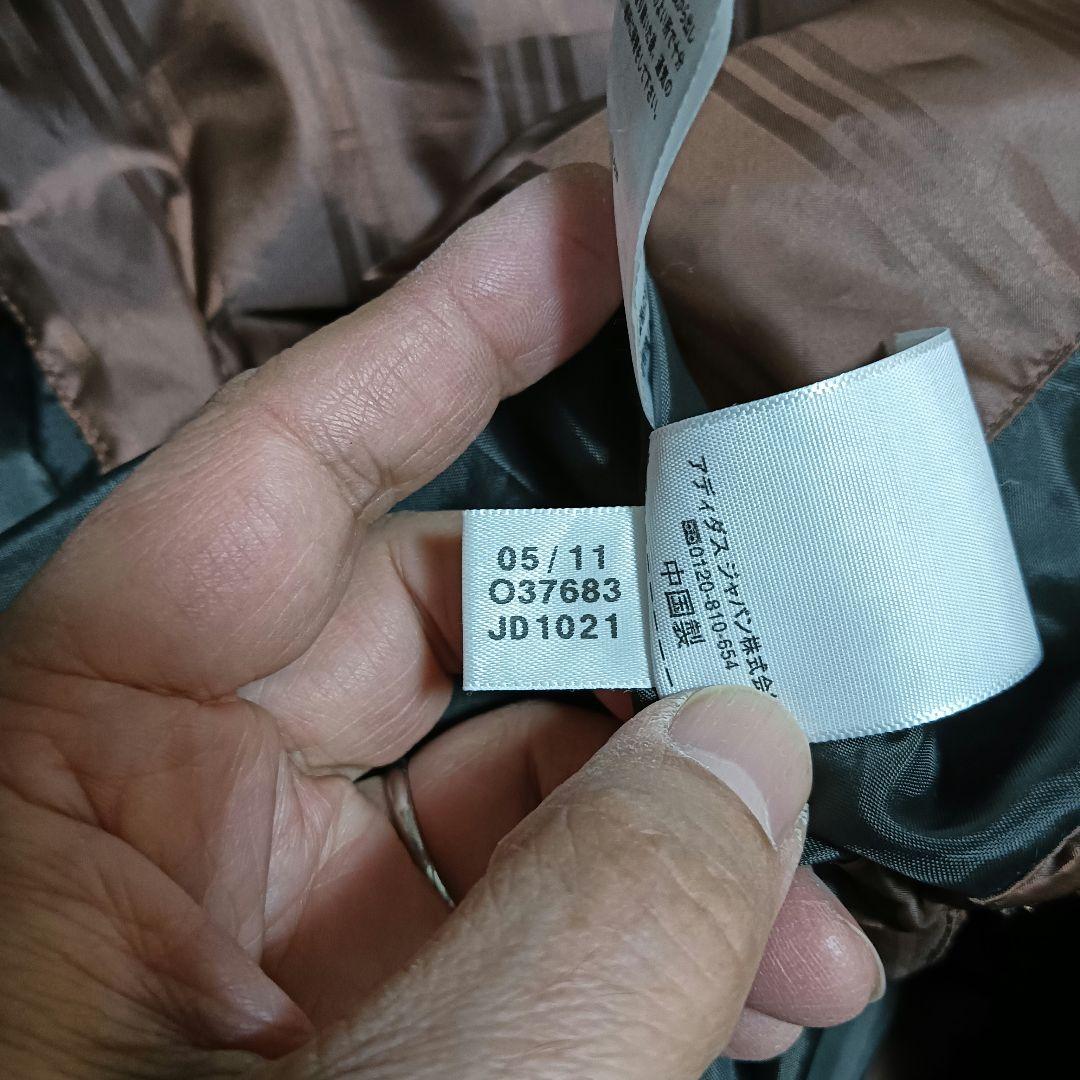 05/11
O37683
JD1021
アディダス ジャパン株式会
0120-810-654
中国製